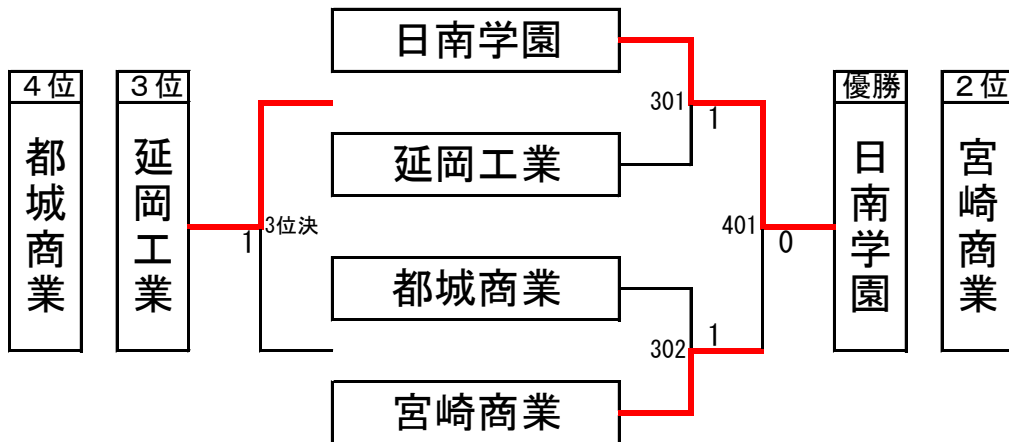 日南学園
４位
３位
優勝
２位
301
1
都城商業
延岡工業
延岡工業
日南学園
宮崎商業
3位決
1
401
0
都城商業
302
1
宮崎商業